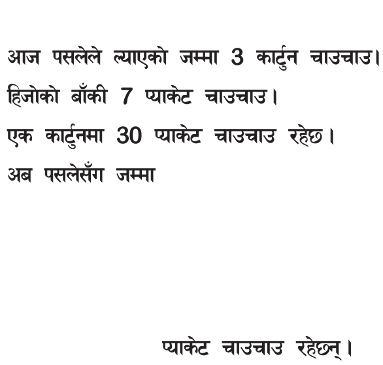 आज पसलेले ल्याएको जम्मा 3 कार्टुन चाउचाउ।
हिजोको बाँकी 7 प्याकेट चाउचाउ।
एक कार्टुनमा 30 प्याकेट चाउचाउ रहेछ।
अब पसलेसँग जम्मा
प्याकेट चाउचाउ रहेछन्।